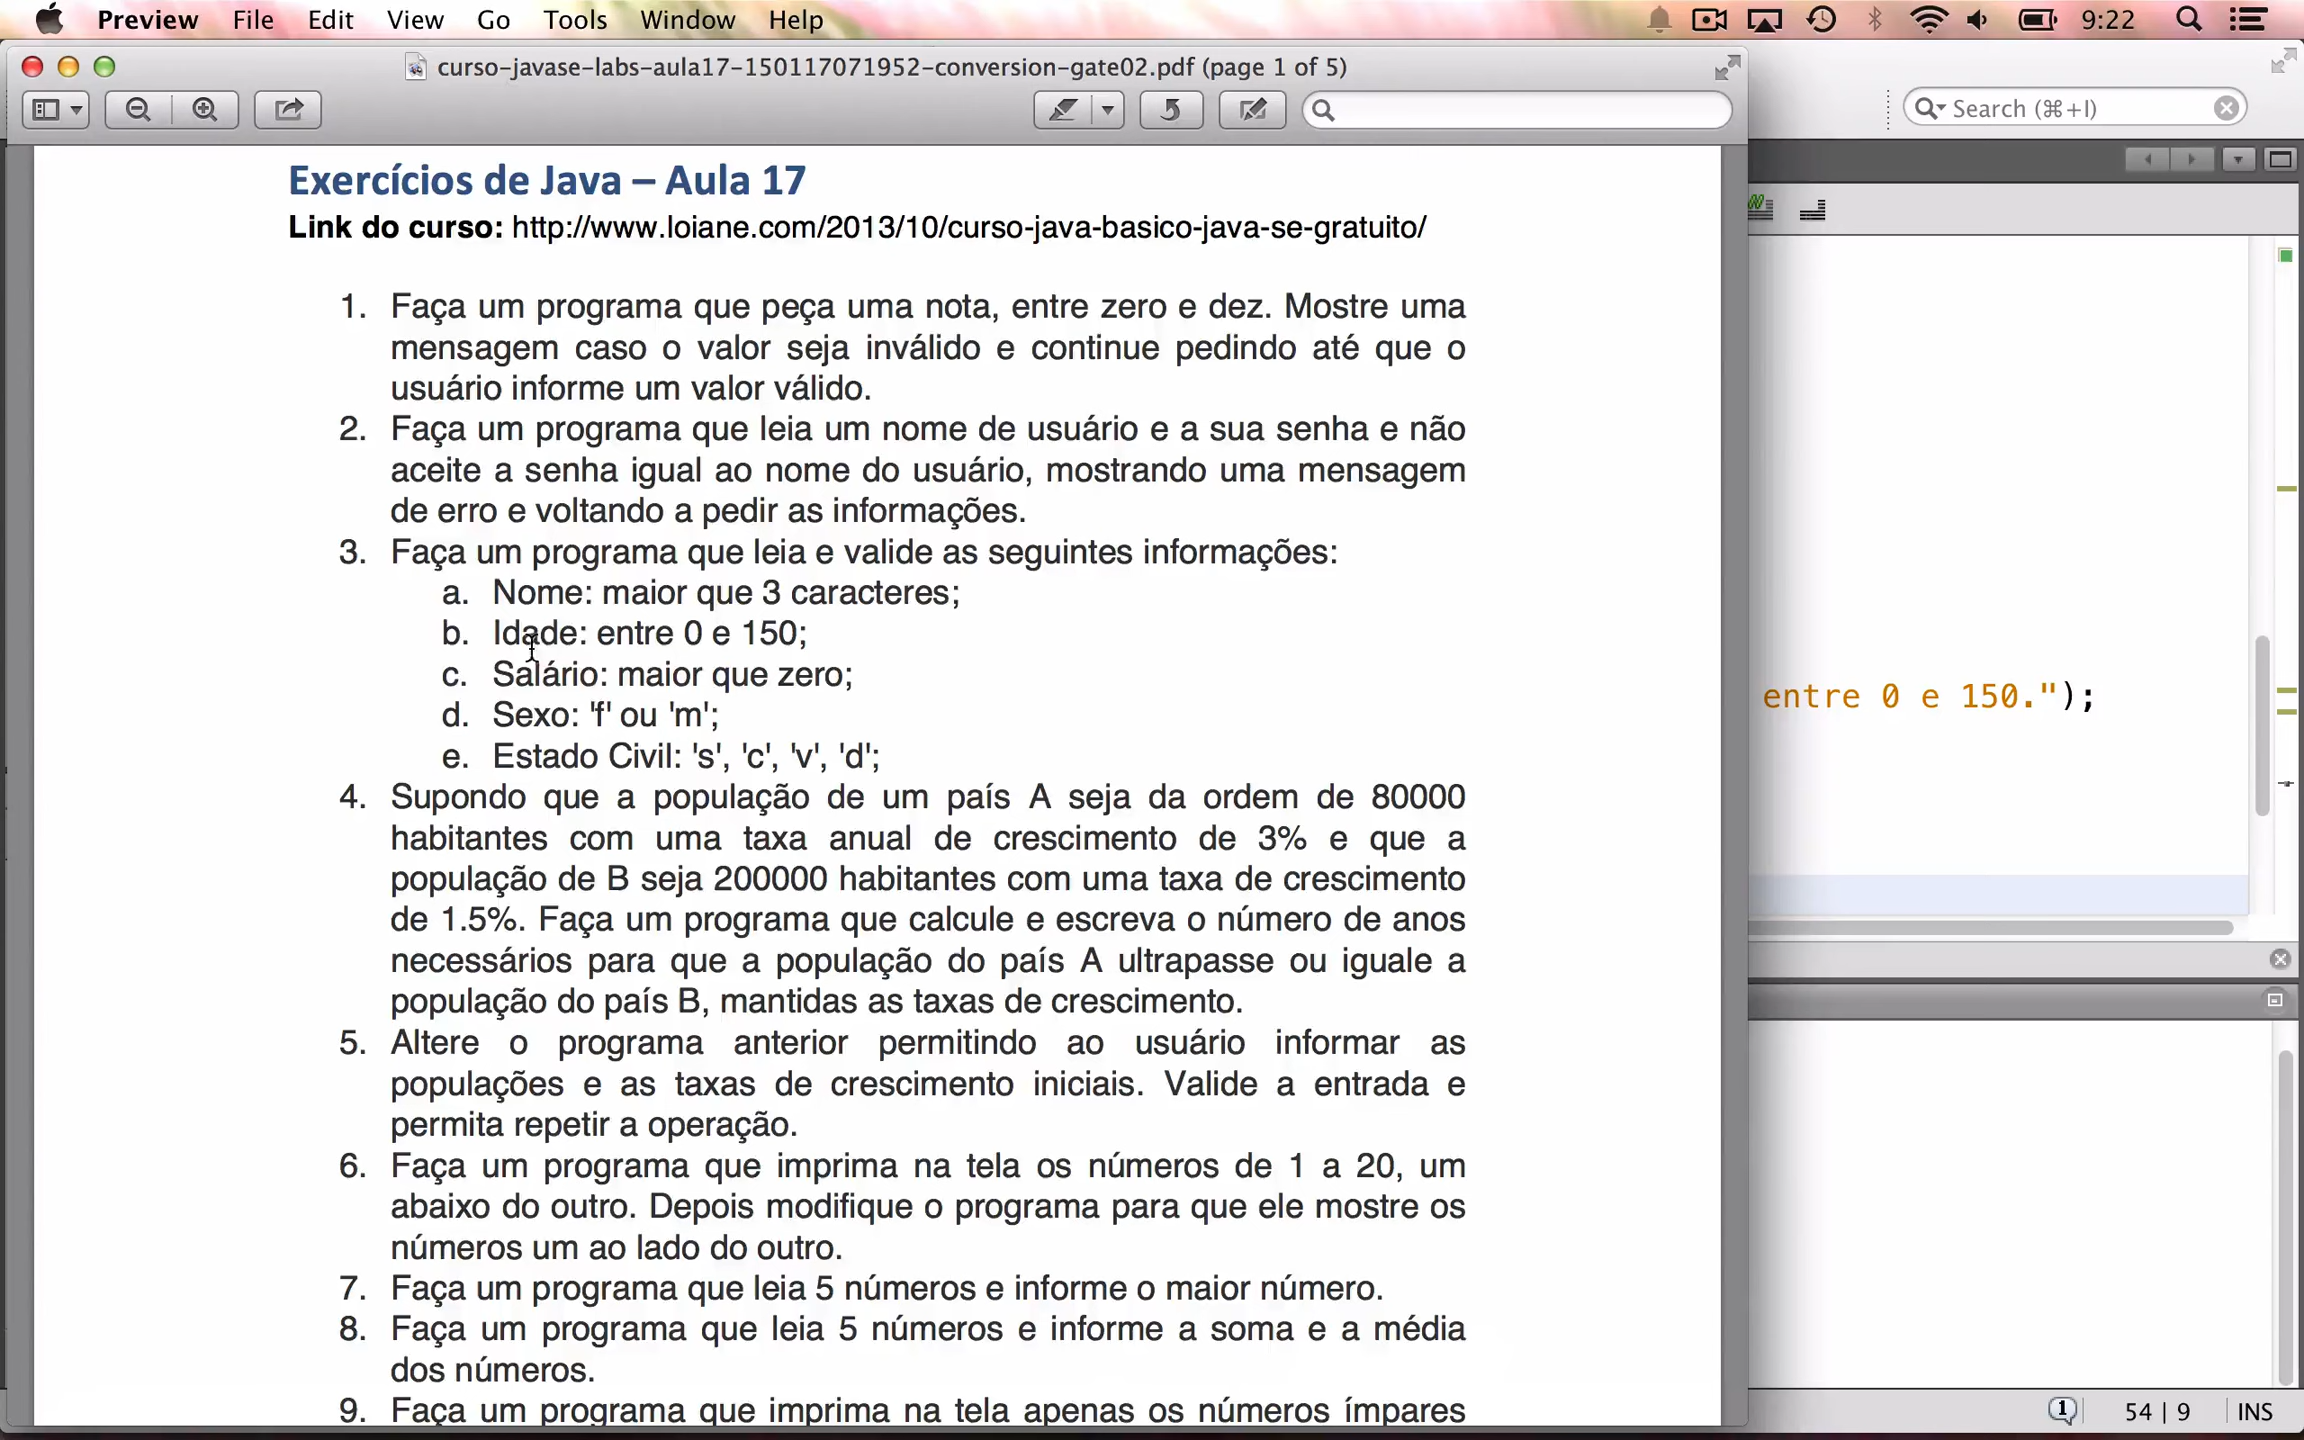 Preview File Edit View Go Tools Window Help 9:22
curso-javase-labs-aula17-150117071952-conversion-gate02.pdf (page 1 of 5)
Search (⌘+I)
Exercícios de Java – Aula 17
Link do curso: http://www.loiane.com/2013/10/curso-java-basico-java-se-gratuito/
1. Faça um programa que peça uma nota, entre zero e dez. Mostre uma
mensagem caso o valor seja inválido e continue pedindo até que o
usuário informe um valor válido.
2. Faça um programa que leia um nome de usuário e a sua senha e não
aceite a senha igual ao nome do usuário, mostrando uma mensagem
de erro e voltando a pedir as informações.
3. Faça um programa que leia e valide as seguintes informações:
a. Nome: maior que 3 caracteres;
b. Idade: entre 0 e 150;
c. Salário: maior que zero;
d. Sexo: 'f' ou 'm';
e. Estado Civil: 's', 'c', 'v', 'd';
4. Supondo que a população de um país A seja da ordem de 80000
habitantes com uma taxa anual de crescimento de 3% e que a
população de B seja 200000 habitantes com uma taxa de crescimento
de 1.5%. Faça um programa que calcule e escreva o número de anos
necessários para que a população do país A ultrapasse ou iguale a
população do país B, mantidas as taxas de crescimento.
5. Altere o programa anterior permitindo ao usuário informar as
populações e as taxas de crescimento iniciais. Valide a entrada e
permita repetir a operação.
6. Faça um programa que imprima na tela os números de 1 a 20, um
abaixo do outro. Depois modifique o programa para que ele mostre os
números um ao lado do outro.
7. Faça um programa que leia 5 números e informe o maior número.
8. Faça um programa que leia 5 números e informe a soma e a média
dos números.
9. Faça um programa que imprima na tela apenas os números ímpares
entre 0 e 150.");
1 54 | 9 INS